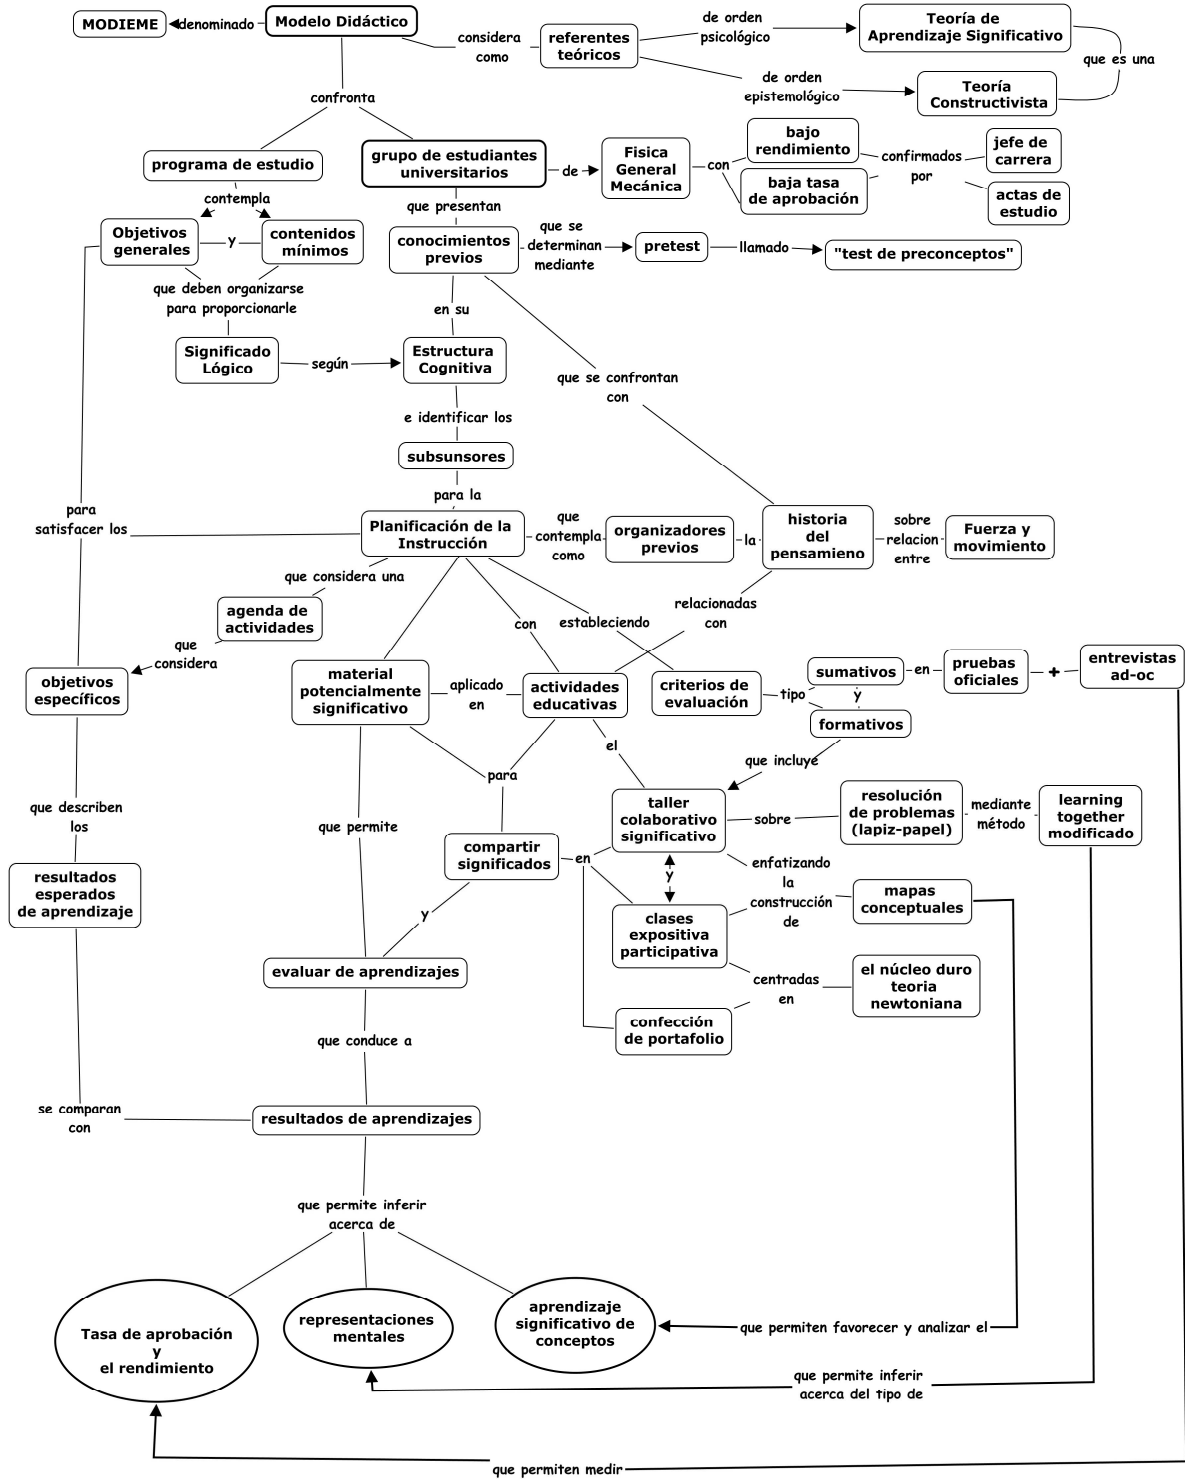 MODIEME
denominado
Modelo Didáctico
considera
como
referentes
teóricos
de orden
psicológico
Teoría de
Aprendizaje Significativo
que es una
de orden
epistemológico
Teoría
Constructivista
confronta
programa de estudio
grupo de estudiantes
universitarios
de
Fisica
General
Mecánica
con
bajo
rendimiento
baja tasa
de aprobación
confirmados
por
jefe de
carrera
actas de
estudio
contempla
que presentan
Objetivos
generales
y
contenidos
mínimos
conocimientos
previos
que se
determinan
mediante
pretest
llamado
"test de preconceptos"
que deben organizarse
para proporcionarle
en su
Significado
Lógico
según
Estructura
Cognitiva
que se confrontan
con
e identificar los
subsunsores
para la
para
satisfacer los
Planificación de la
Instrucción
que
contempla
como
organizadores
previos
la
historia
del
pensamieno
sobre
relacion
entre
Fuerza y
movimiento
que considera una
agenda de
actividades
que
considera
con
estableciendo
relacionadas
con
objetivos
específicos
material
potencialmente
significativo
aplicado
en
actividades
educativas
criterios de
evaluación
tipo
sumativos
y
formativos
en
pruebas
oficiales
+
entrevistas
ad-oc
el
que incluye
para
que describen
los
que permite
taller
colaborativo
significativo
sobre
resolución
de problemas
(lapiz-papel)
mediante
método
learning
together
modificado
compartir
significados
en
y
enfatizando
la
construcción
de
mapas
conceptuales
resultados
esperados
de aprendizaje
y
clases
expositiva
participativa
evaluar de aprendizajes
centradas
en
el núcleo duro
teoria
newtoniana
confección
de portafolio
que conduce a
se comparan
con
resultados de aprendizajes
que permite inferir
acerca de
Tasa de aprobación
y
el rendimiento
representaciones
mentales
aprendizaje
significativo de
conceptos
que permiten favorecer y analizar el
que permite inferir
acerca del tipo de
que permiten medir